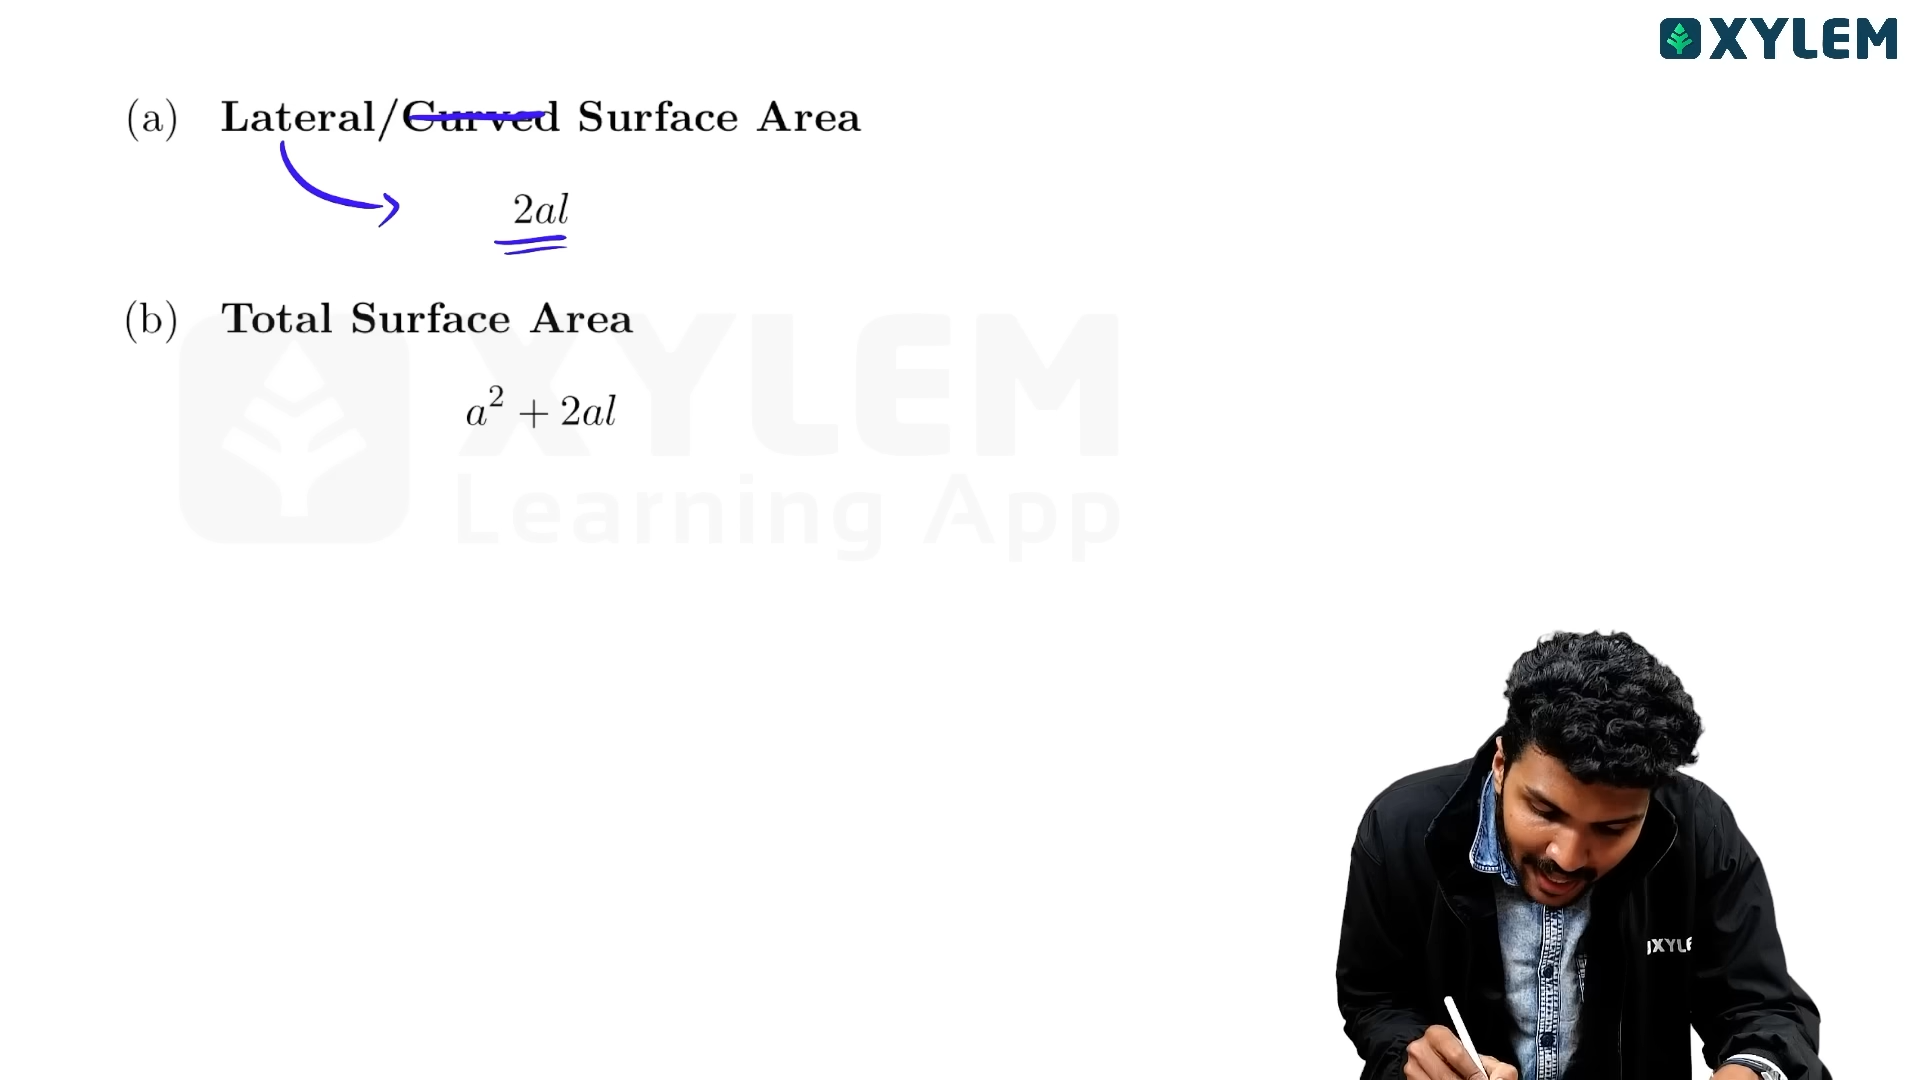 XYLEM
(a) Lateral/Curved Surface Area
2al
(b) Total Surface Area
a² + 2al
XYLEM
Learning App
XYLE